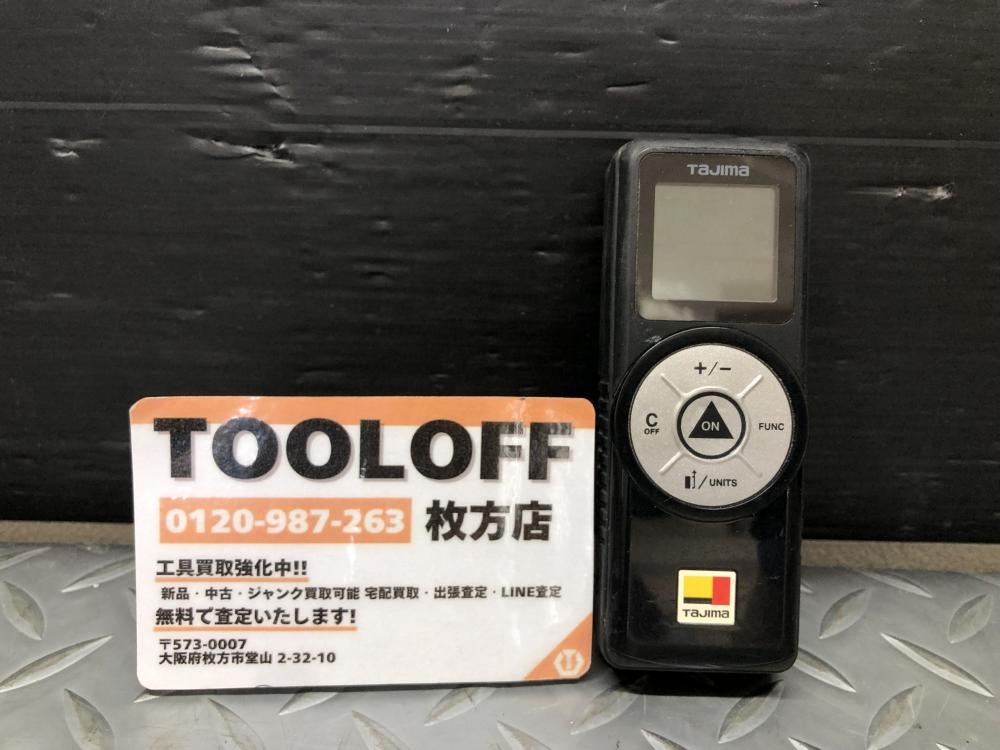 TOOLOFF
0120-987-263 枚方店
工具買取強化中!!
新品・中古・ジャンク買取可能 宅配買取・出張査定・LINE査定
無料で査定いたします!
〒573-0007
大阪府枚方市堂山 2-32-10
TaJIma
+/−
C
OFF
ON
FUNC
/UNITS
TaJIma